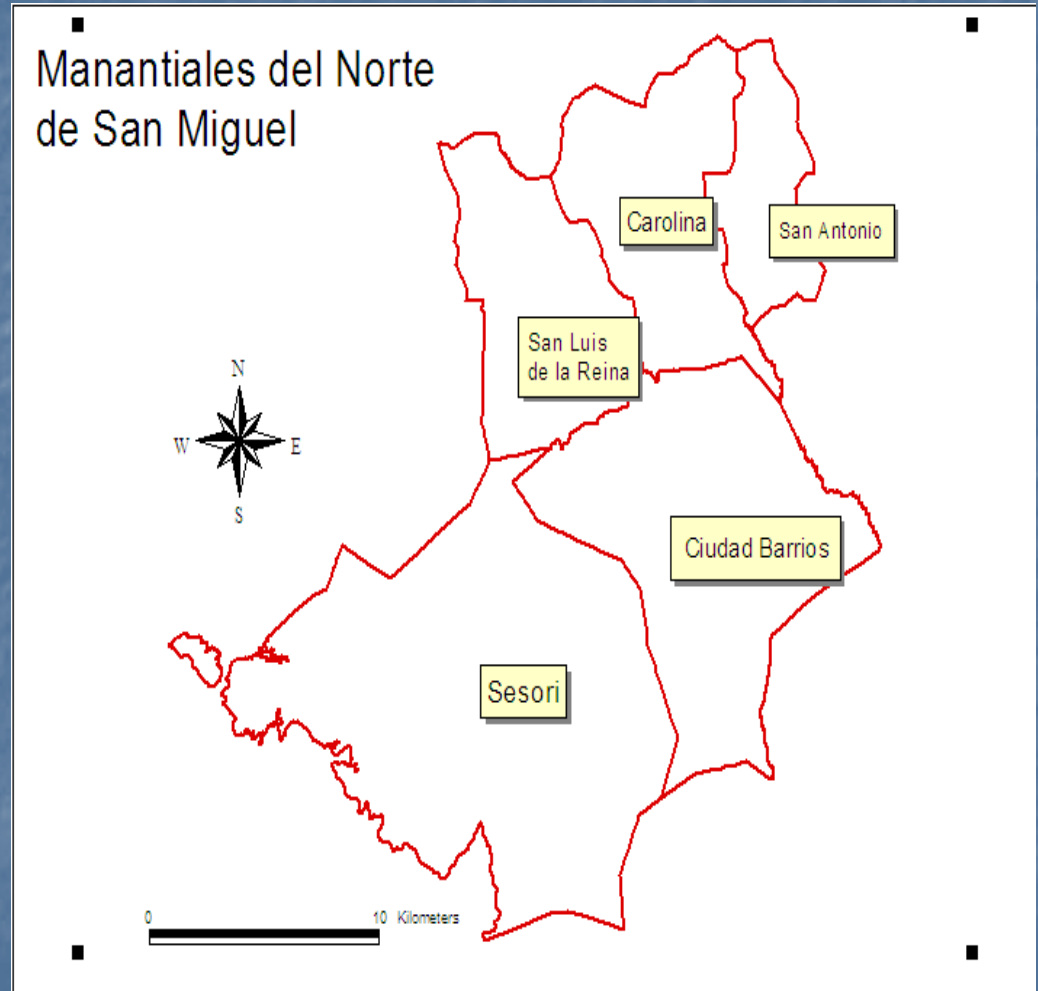 Manantiales del Norte
de San Miguel
Carolina
San Antonio
San Luis
de la Reina
N
W E
S
Ciudad Barrios
Sesori
0 10 Kilometers